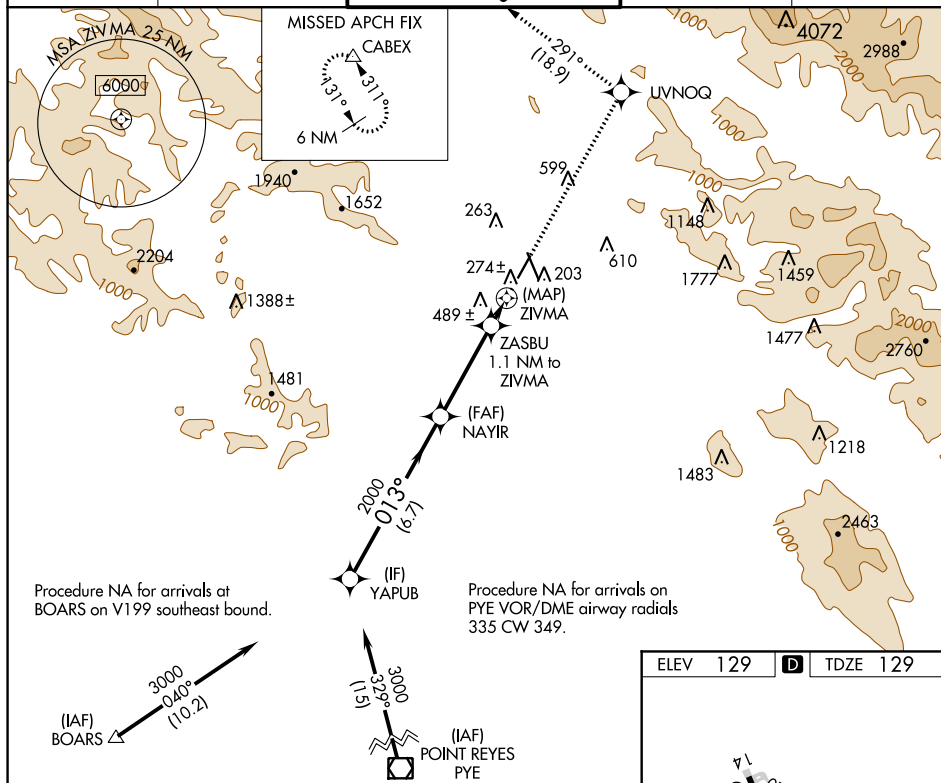 MISSED APCH FIX
CABEX
311°
131°
6 NM
MSA ZIVMA 25 NM
6000
291°
(18.9)
UVNOQ
1000
4072
2988
2000
1000
1000
599
1940
1652
263
1148
2204
1000
274±
203
610
1777
1459
1388±
(MAP)
ZIVMA
489±
ZASBU
1.1 NM to
ZIVMA
1477
2000
2760
1481
1000
(FAF)
NAYIR
1218
1483
2000
013°
(6.7)
2463
1000
(IF)
YAPUB
Procedure NA for arrivals at
BOARS on V199 southeast bound.
Procedure NA for arrivals on
PYE VOR/DME airway radials
335 CW 349.
3000
040°
(10.2)
(IAF)
BOARS
3000
329°
(15)
(IAF)
POINT REYES
PYE
ELEV 129
D
TDZE 129
14